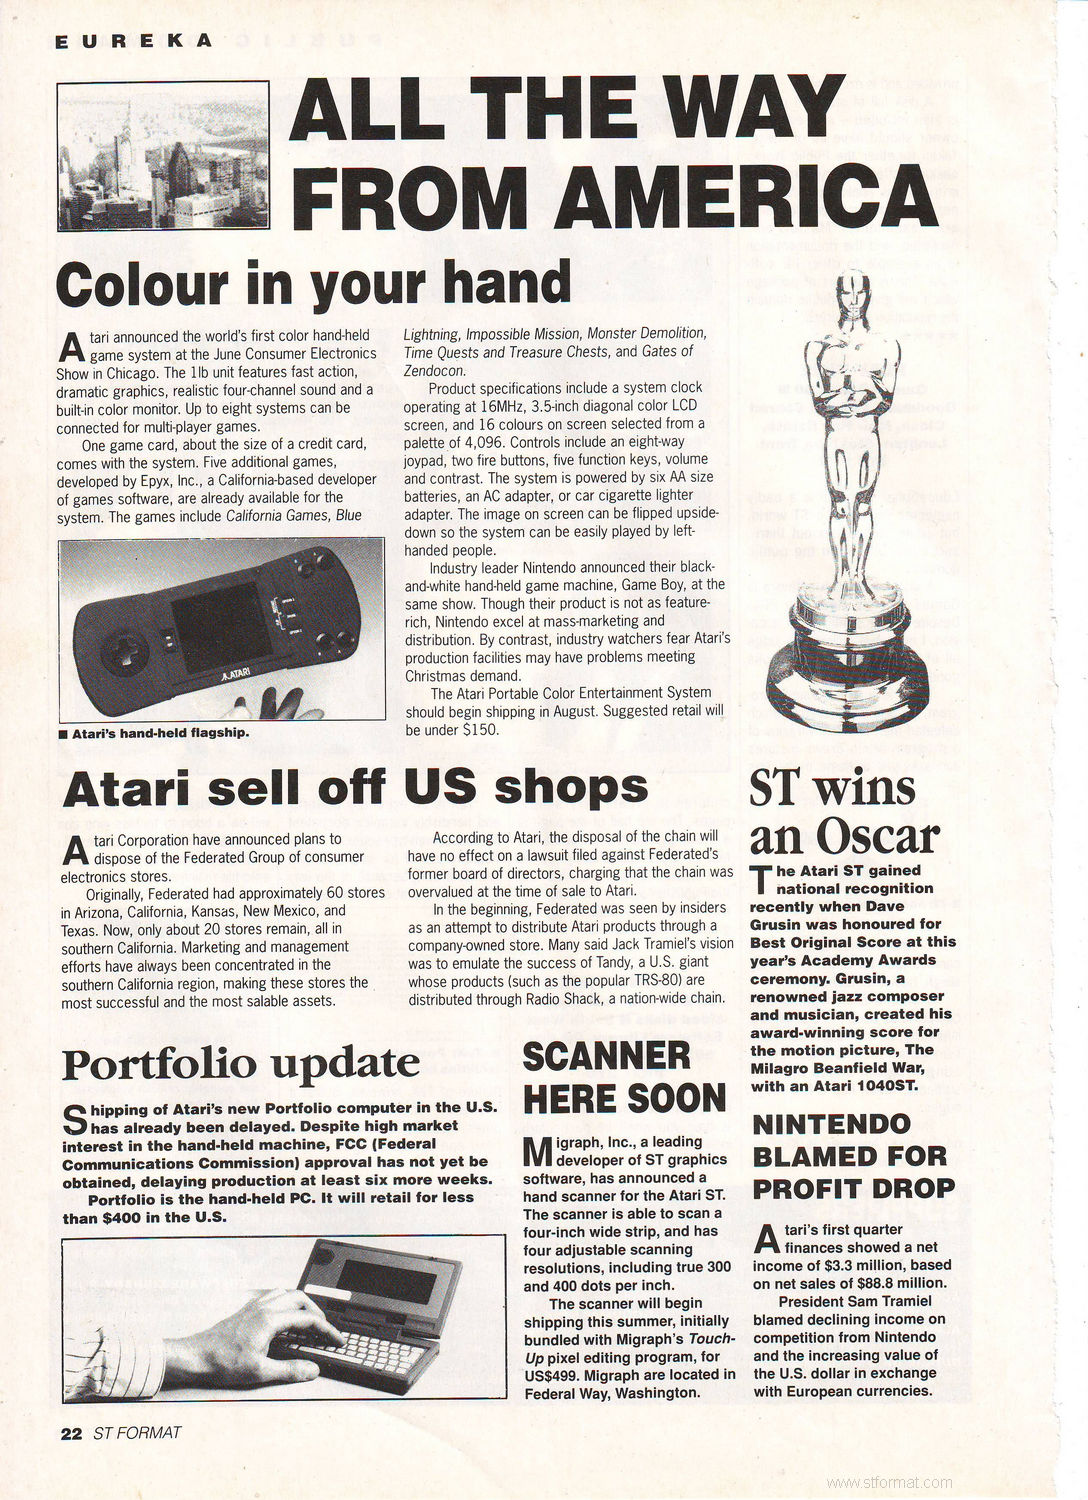 EUREKA
ALL THE WAY
FROM AMERICA
Colour in your hand
Atari announced the world's first color hand-held
game system at the June Consumer Electronics
Show in Chicago. The 1lb unit features fast action,
dramatic graphics, realistic four-channel sound and a
built-in color monitor. Up to eight systems can be
connected for multi-player games.
One game card, about the size of a credit card,
comes with the system. Five additional games,
developed by Epyx, Inc., a California-based developer
of games software, are already available for the
system. The games include California Games, Blue
Lightning, Impossible Mission, Monster Demolition,
Time Quests and Treasure Chests, and Gates of
Zendocon.
Product specifications include a system clock
operating at 16MHz, 3.5-inch diagonal color LCD
screen, and 16 colours on screen selected from a
palette of 4,096. Controls include an eight-way
joypad, two fire buttons, five function keys, volume
and contrast. The system is powered by six AA size
batteries, an AC adapter, or car cigarette lighter
adapter. The image on screen can be flipped upside-
down so the system can be easily played by left-
handed people.
Industry leader Nintendo announced their black-
and-white hand-held game machine, Game Boy, at the
same show. Though their product is not as feature-
rich, Nintendo excel at mass-marketing and
distribution. By contrast, industry watchers fear Atari's
production facilities may have problems meeting
Christmas demand.
The Atari Portable Color Entertainment System
should begin shipping in August. Suggested retail will
be under $150.
ATARI
■ Atari's hand-held flagship.
Atari sell off US shops
Atari Corporation have announced plans to
dispose of the Federated Group of consumer
electronics stores.
Originally, Federated had approximately 60 stores
in Arizona, California, Kansas, New Mexico, and
Texas. Now, only about 20 stores remain, all in
southern California. Marketing and management
efforts have always been concentrated in the
southern California region, making these stores the
most successful and the most salable assets.
According to Atari, the disposal of the chain will
have no effect on a lawsuit filed against Federated's
former board of directors, charging that the chain was
overvalued at the time of sale to Atari.
In the beginning, Federated was seen by insiders
as an attempt to distribute Atari products through a
company-owned store. Many said Jack Tramiel's vision
was to emulate the success of Tandy, a U.S. giant
whose products (such as the popular TRS-80) are
distributed through Radio Shack, a nation-wide chain.
ST wins
an Oscar
The Atari ST gained
national recognition
recently when Dave
Grusin was honoured for
Best Original Score at this
year's Academy Awards
ceremony. Grusin, a
renowned jazz composer
and musician, created his
award-winning score for
the motion picture, The
Milagro Beanfield War,
with an Atari 1040ST.
Portfolio update
Shipping of Atari's new Portfolio computer in the U.S.
has already been delayed. Despite high market
interest in the hand-held machine, FCC (Federal
Communications Commission) approval has not yet be
obtained, delaying production at least six more weeks.
Portfolio is the hand-held PC. It will retail for less
than $400 in the U.S.
SCANNER
HERE SOON
Migraph, Inc., a leading
developer of ST graphics
software, has announced a
hand scanner for the Atari ST.
The scanner is able to scan a
four-inch wide strip, and has
four adjustable scanning
resolutions, including true 300
and 400 dots per inch.
The scanner will begin
shipping this summer, initially
bundled with Migraph's Touch-
Up pixel editing program, for
US$499. Migraph are located in
Federal Way, Washington.
NINTENDO
BLAMED FOR
PROFIT DROP
Atari's first quarter
finances showed a net
income of $3.3 million, based
on net sales of $88.8 million.
President Sam Tramiel
blamed declining income on
competition from Nintendo
and the increasing value of
the U.S. dollar in exchange
with European currencies.
22 ST FORMAT
www.stformat.com